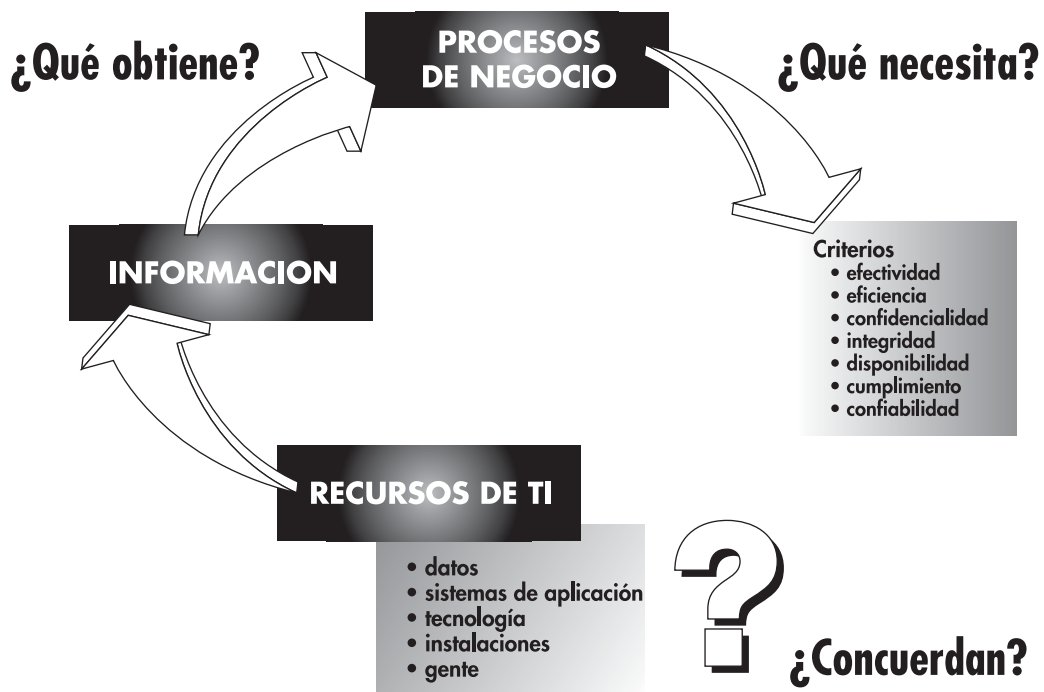 ¿Qué obtiene?
PROCESOS
DE NEGOCIO
¿Qué necesita?
INFORMACION
Criterios
• efectividad
• eficiencia
• confidencialidad
• integridad
• disponibilidad
• cumplimiento
• confiabilidad
RECURSOS DE TI
• datos
• sistemas de aplicación
• tecnología
• instalaciones
• gente
?
¿Concuerdan?